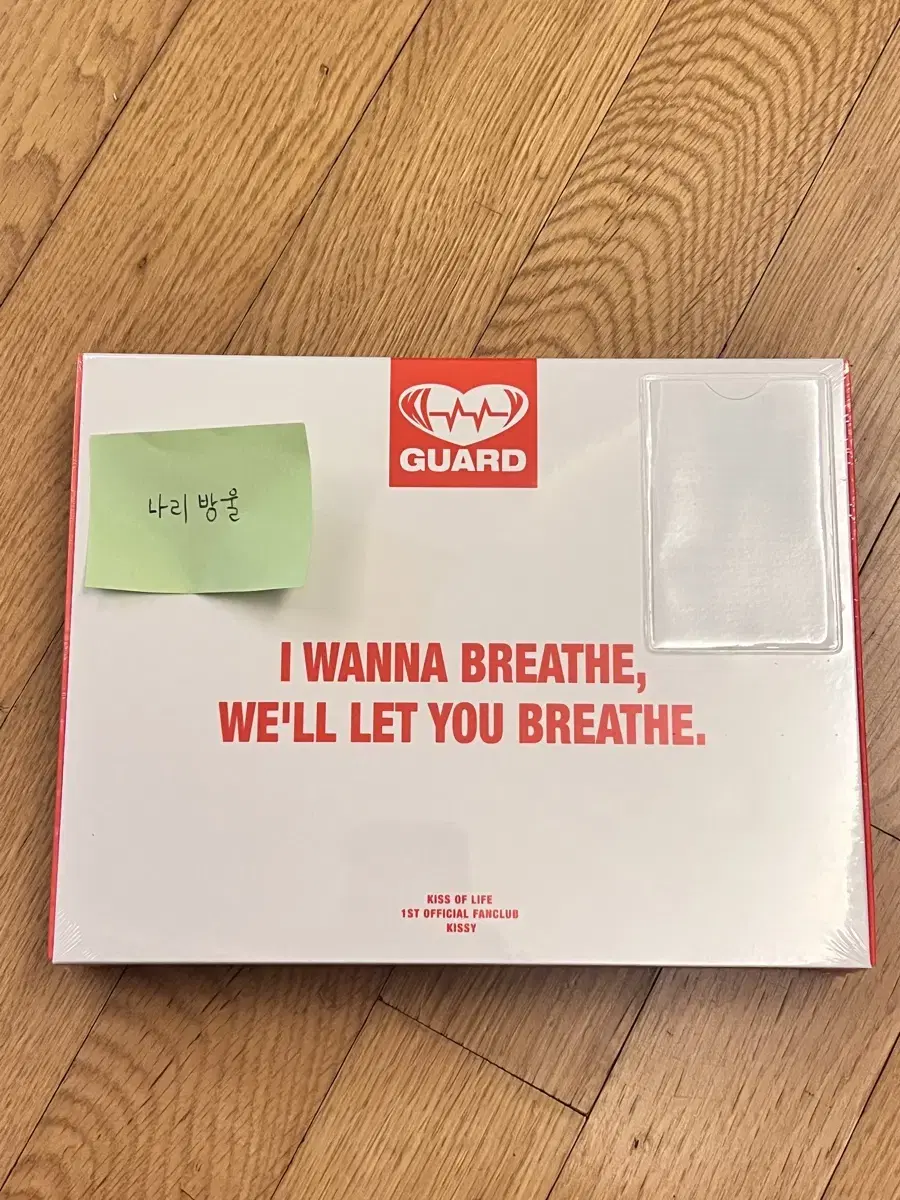 GUARD
나리방울
I WANNA BREATHE,
WE'LL LET YOU BREATHE.
KISS OF LIFE
1ST OFFICIAL FANCLUB
KISSY